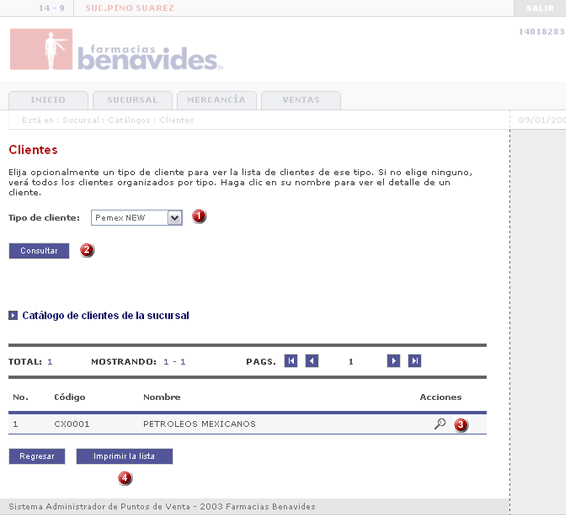 14 - 9 SUC.PINO SUAREZ SALIR
14018283
farmacias
benavides
INICIO SUCURSAL MERCANCÍA VENTAS
Está en : Sucursal : Catálogos : Clientes 09/01/200
Clientes
Elija opcionalmente un tipo de cliente para ver la lista de clientes de ese tipo. Si no elige ninguno,
verá todos los clientes organizados por tipo. Haga clic en su nombre para ver el detalle de un
cliente.
Tipo de cliente: Pemex NEW 1
Consultar 2
Catálogo de clientes de la sucursal
TOTAL: 1 MOSTRANDO: 1 - 1 PAGS. 1
No. Código Nombre Acciones
1 CX0001 PETROLEOS MEXICANOS 3
Regresar Imprimir la lista
4
Sistema Administrador de Puntos de Venta - 2003 Farmacias Benavides